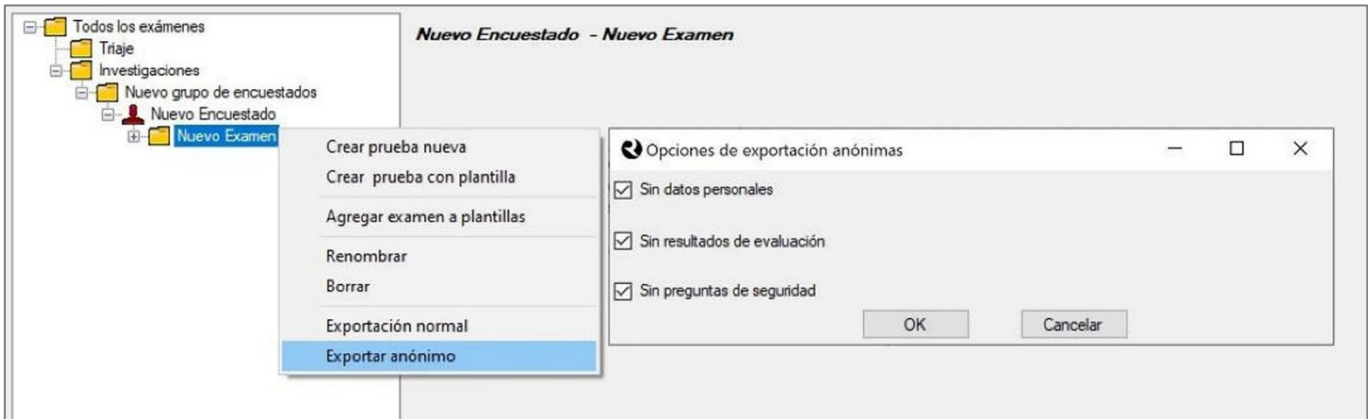 Todos los exámenes
Triaje
Investigaciones
Nuevo grupo de encuestados
Nuevo Encuestado
Nuevo Examen
Nuevo Encuestado - Nuevo Examen
Crear prueba nueva
Crear prueba con plantilla
Agregar examen a plantillas
Renombrar
Borrar
Exportación normal
Exportar anónimo
Opciones de exportación anónimas
Sin datos personales
Sin resultados de evaluación
Sin preguntas de seguridad
OK Cancelar